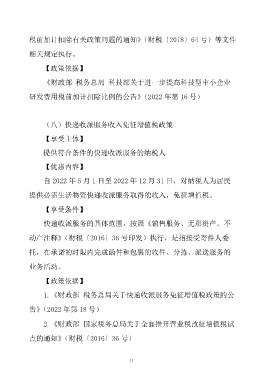 税前加计扣除有关政策问题的通知》（财税〔2018〕64 号）等文件
相关规定执行。
【政策依据】
《财政部 税务总局 科技部关于进一步提高科技型中小企业
研发费用税前加计扣除比例的公告》（2022 年第 16 号）
（八）快递收派服务收入免征增值税政策
【享受主体】
提供符合条件的快递收派服务的纳税人
【优惠内容】
自 2022 年 5 月 1 日至 2022 年 12 月 31 日，对纳税人为居民
提供必需生活物资快递收派服务取得的收入，免征增值税。
【享受条件】
快递收派服务的具体范围，按照《销售服务、无形资产、不
动产注释》（财税〔2016〕36 号印发）执行，是指接受寄件人委
托，在承诺的时限内完成函件和包裹的收件、分拣、派送服务的
业务活动。
【政策依据】
1. 《财政部 税务总局关于快递收派服务免征增值税政策的公
告》（2022 年第 18 号）
2. 《财政部 国家税务总局关于全面推开营业税改征增值税试
点的通知》（财税〔2016〕36 号）